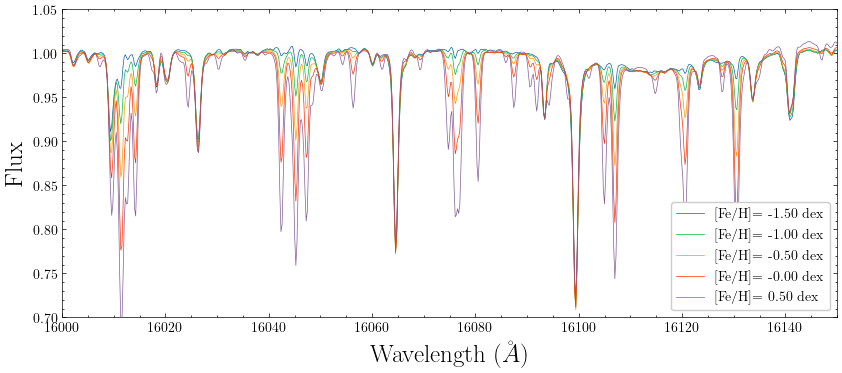 1.05
1.00
0.95
0.90
0.85
0.80
0.75
0.70
Flux
16000
16020
16040
16060
16080
16100
16120
16140
Wavelength (Å)
[Fe/H]= -1.50 dex
[Fe/H]= -1.00 dex
[Fe/H]= -0.50 dex
[Fe/H]= -0.00 dex
[Fe/H]= 0.50 dex